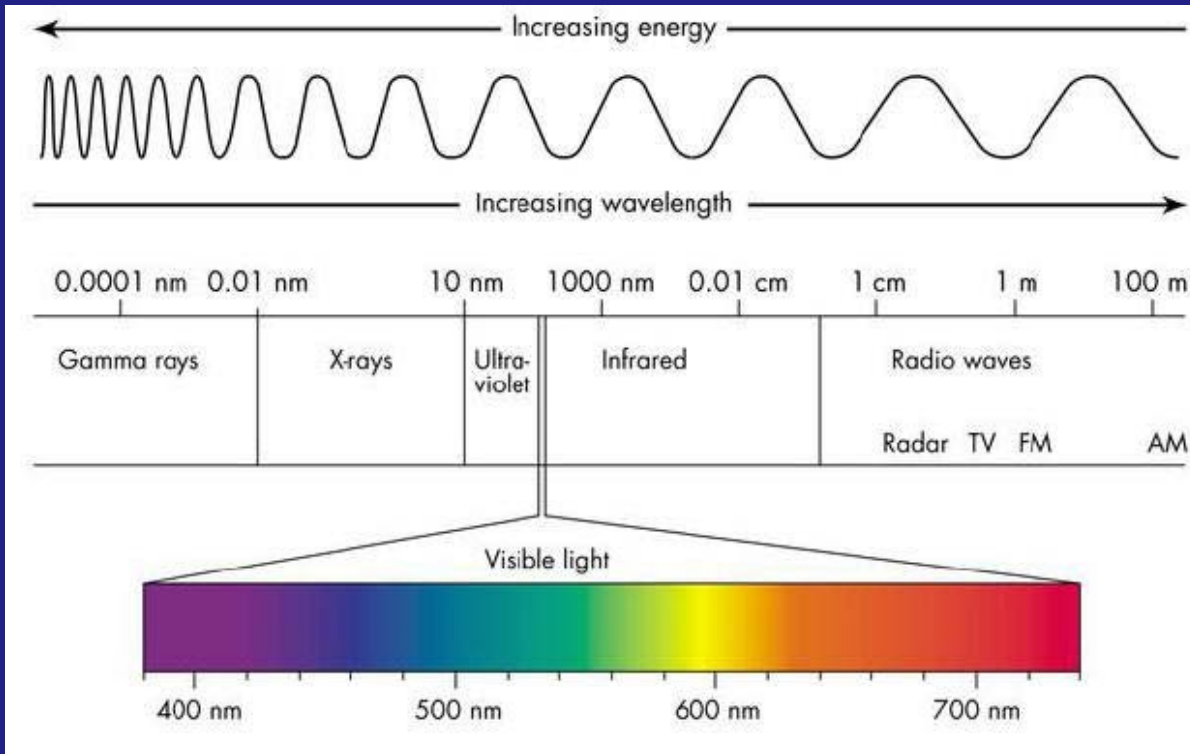 Increasing energy
Increasing wavelength
0.0001 nm 0.01 nm 10 nm 1000 nm 0.01 cm 1 cm 1 m 100 m
Gamma rays X-rays Ultra- Infrared Radio waves
violet
Radar TV FM AM
Visible light
400 nm 500 nm 600 nm 700 nm